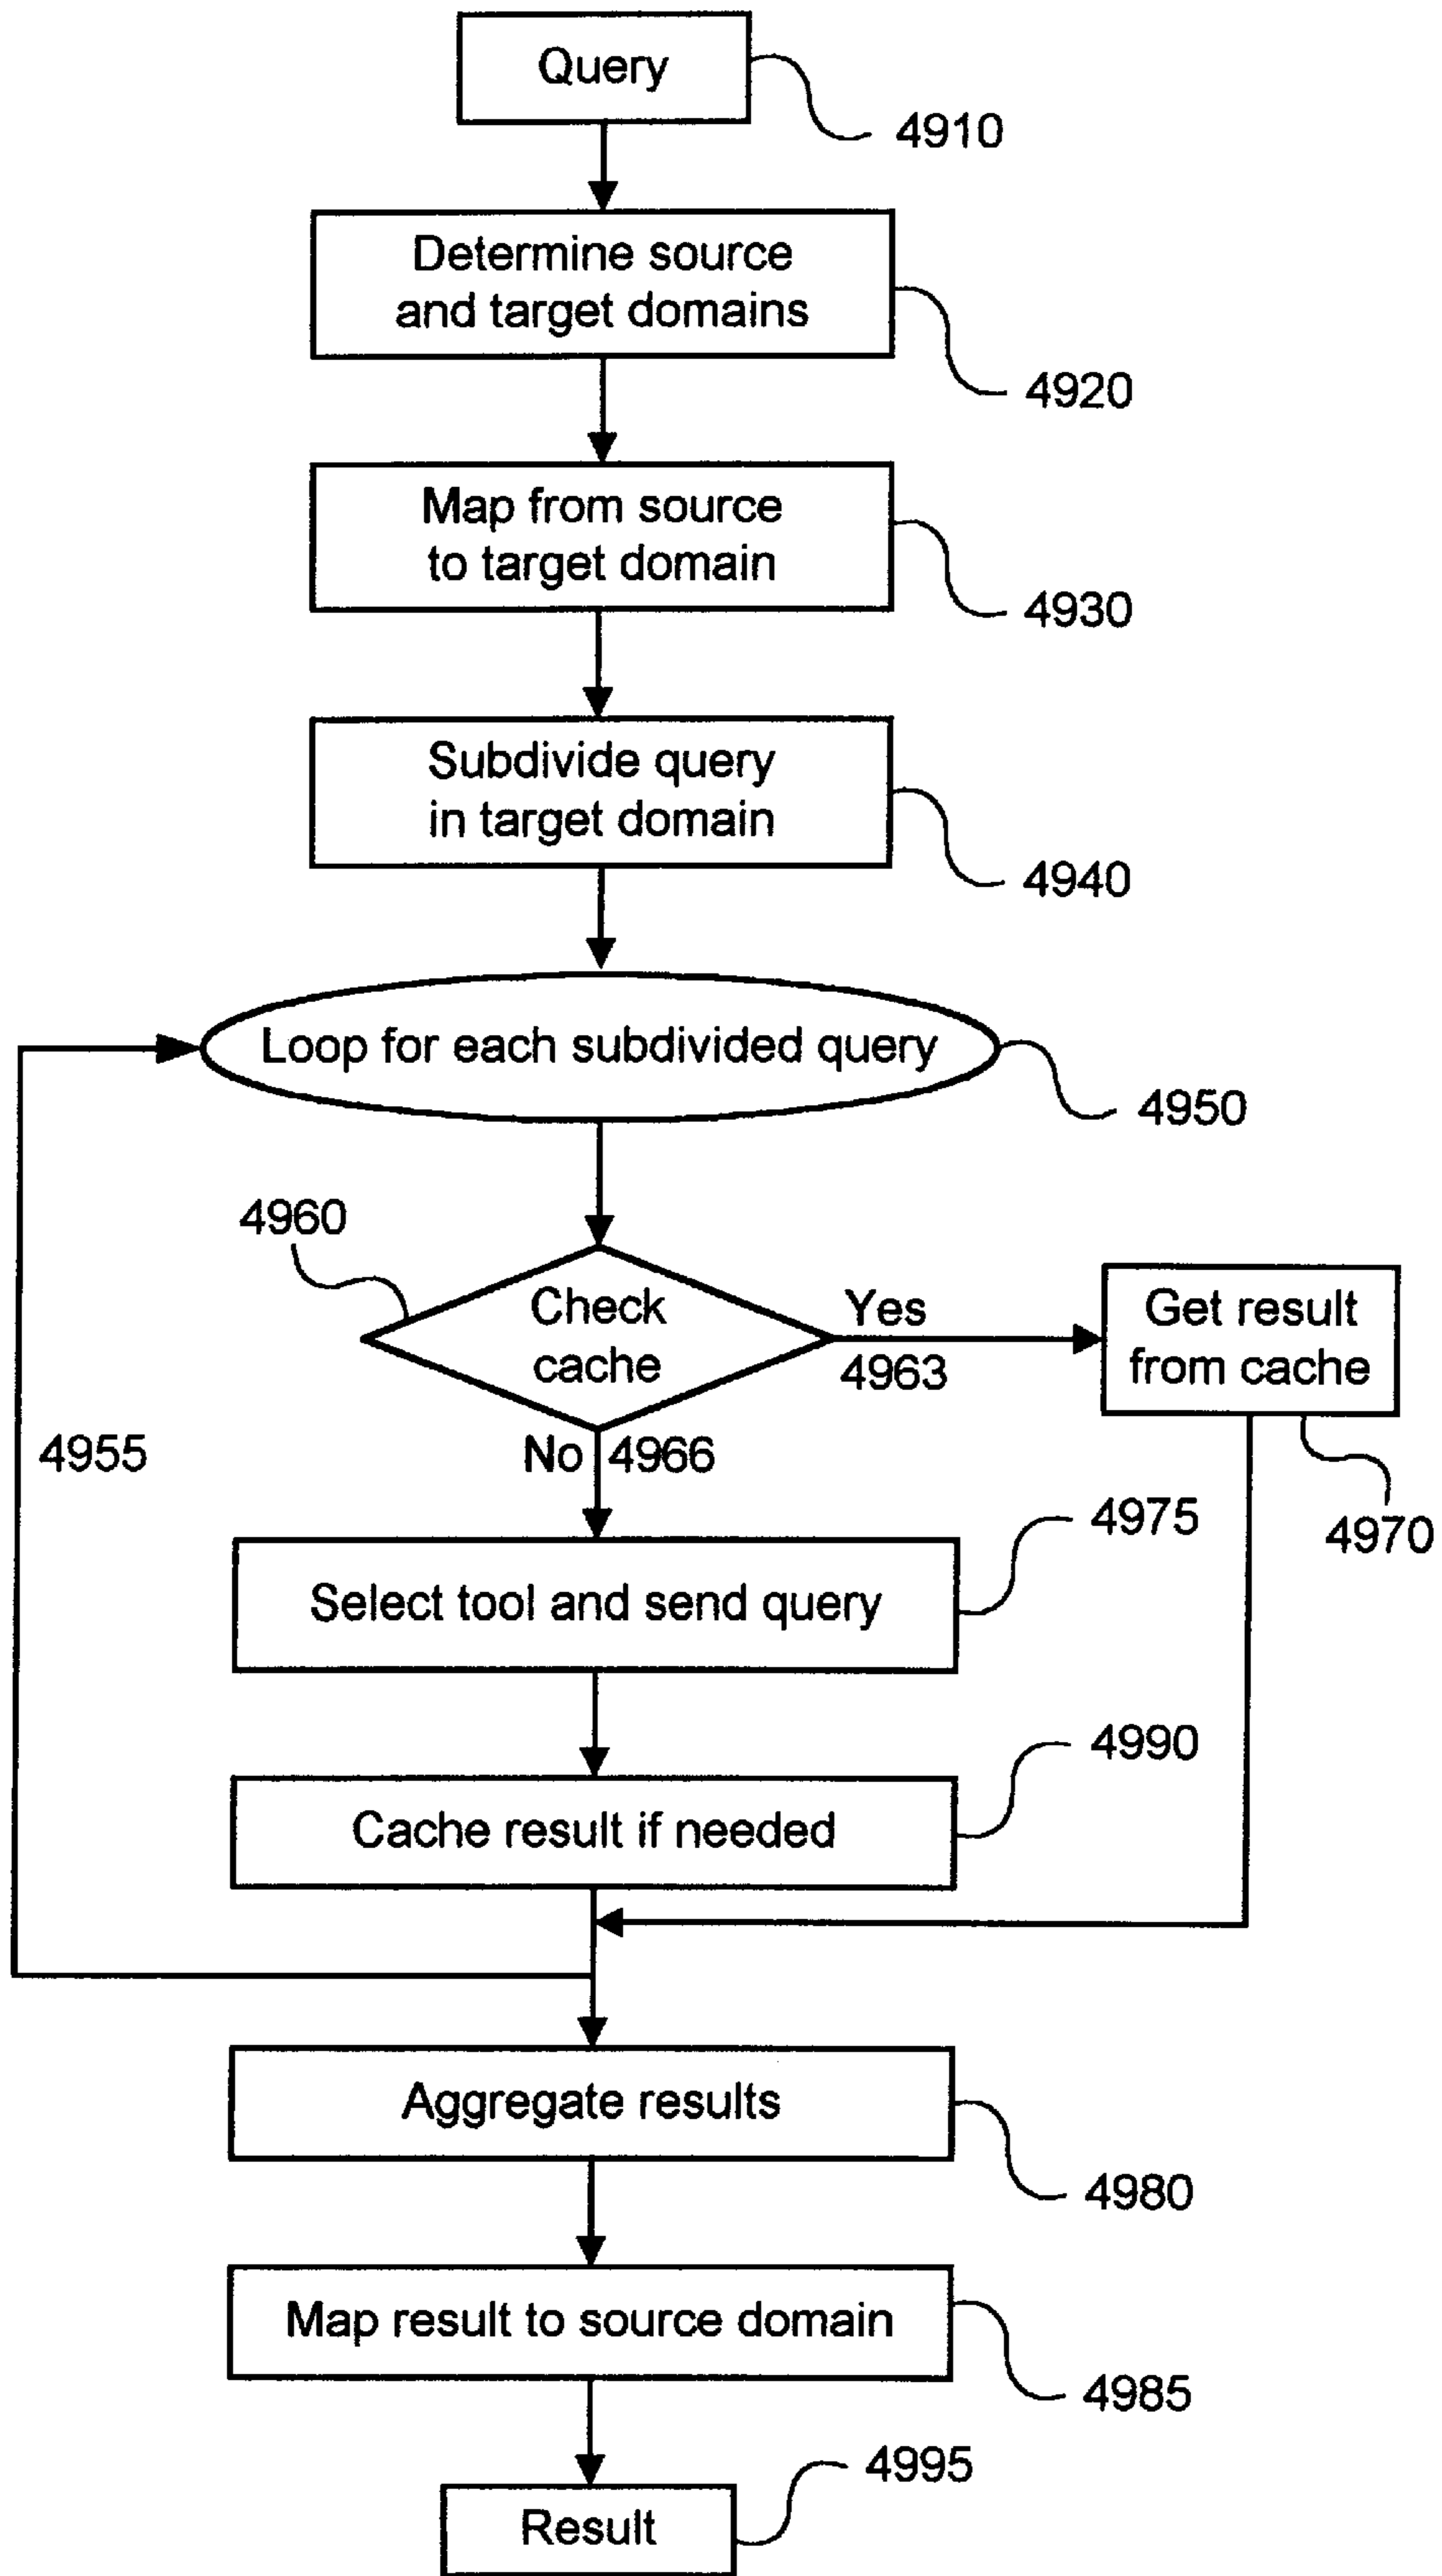 Query
4910
Determine source
and target domains
4920
Map from source
to target domain
4930
Subdivide query
in target domain
4940
Loop for each subdivided query
4950
4960
Check
cache
Yes
4963
Get result
from cache
4970
No 4966
4955
4975
Select tool and send query
4990
Cache result if needed
Aggregate results
4980
Map result to source domain
4985
4995
Result